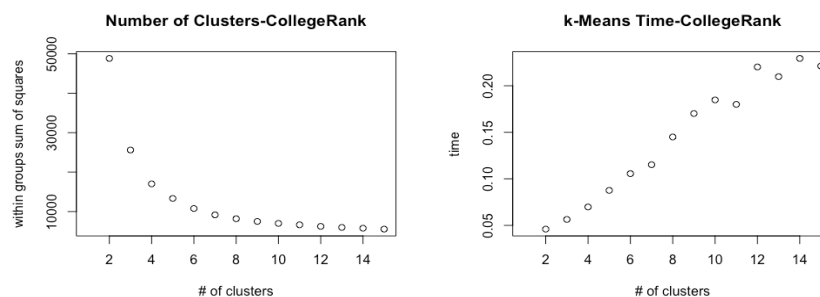 Number of Clusters-CollegeRank
within groups sum of squares
50000
30000
10000
2 4 6 8 10 12 14
# of clusters
k-Means Time-CollegeRank
time
0.20
0.15
0.10
0.05
2 4 6 8 10 12 14
# of clusters